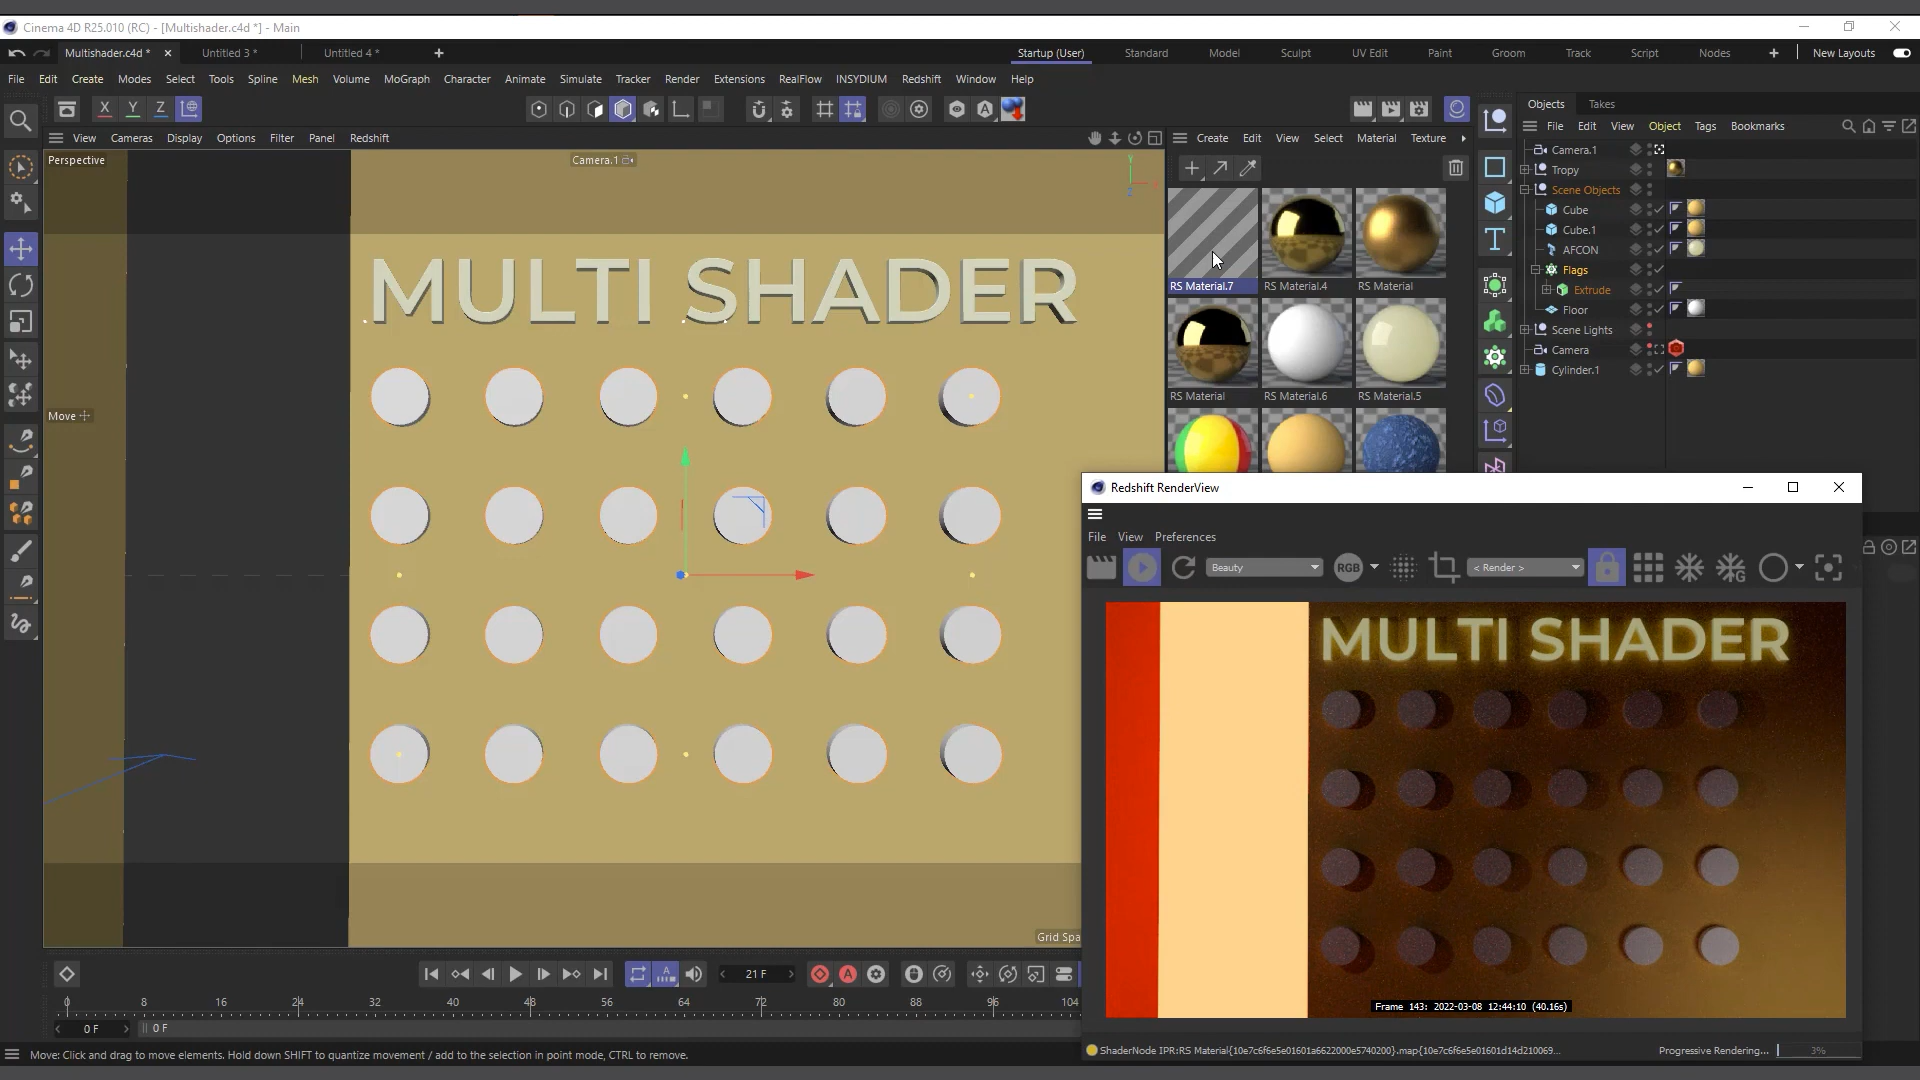 Cinema 4D R25.010 (RC) - [Multishader.c4d *] - Main
Multishader.c4d * × Untitled 3 * Untitled 4 * +
Startup (User) Standard Model Sculpt UV Edit Paint Groom Track Script Nodes + New Layouts
File Edit Create Modes Select Tools Spline Mesh Volume MoGraph Character Animate Simulate Tracker Render Extensions RealFlow INSYDIUM Redshift Window Help
X Y Z
Objects Takes
File Edit View Object Tags Bookmarks
View Cameras Display Options Filter Panel Redshift
Create Edit View Select Material Texture
Perspective
Camera.1
Move
MULTI SHADER
Grid Spa
RS Material.7 RS Material.4 RS Material
RS Material RS Material.6 RS Material.5
Camera.1
Tropy
Scene Objects
Cube
Cube.1
AFCON
Flags
Extrude
Floor
Scene Lights
Camera
Cylinder.1
Redshift RenderView
File View Preferences
Beauty
RGB
< Render >
MULTI SHADER
Frame 143: 2022-03-08 12:44:10 (40.16s)
ShaderNode IPR:RS Material{10e7c6f6e5e01601a6622000e5740200}.map{10e7c6f6e5e01601d14d210069...
Progressive Rendering... 3%
21 F
0 8 16 24 32 40 48 56 64 72 80 88 96 104
0 F 0 F
Move: Click and drag to move elements. Hold down SHIFT to quantize movement / add to the selection in point mode, CTRL to remove.